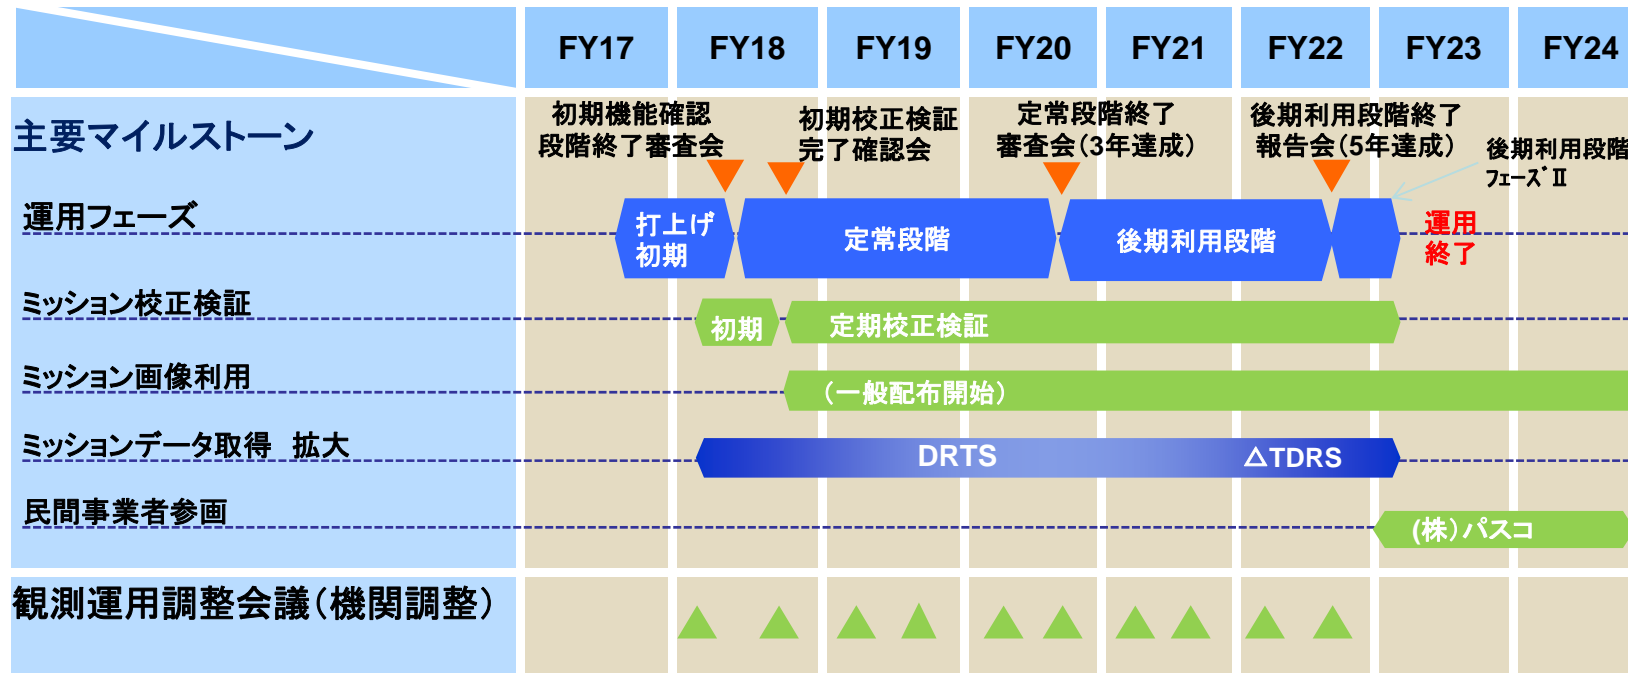 FY17 FY18 FY19 FY20 FY21 FY22 FY23 FY24
主要マイルストーン
初期機能確認
段階終了審査会
初期校正検証
完了確認会
定常段階終了
審査会(3年達成)
後期利用段階終了
報告会(5年達成)
後期利用段階
フェーズⅡ
運用フェーズ
打上げ
初期
定常段階
後期利用段階
運用
終了
ミッション校正検証
初期
定期校正検証
ミッション画像利用
(一般配布開始)
ミッションデータ取得 拡大
DRTS
△TDRS
民間事業者参画
(株)パスコ
観測運用調整会議(機関調整)